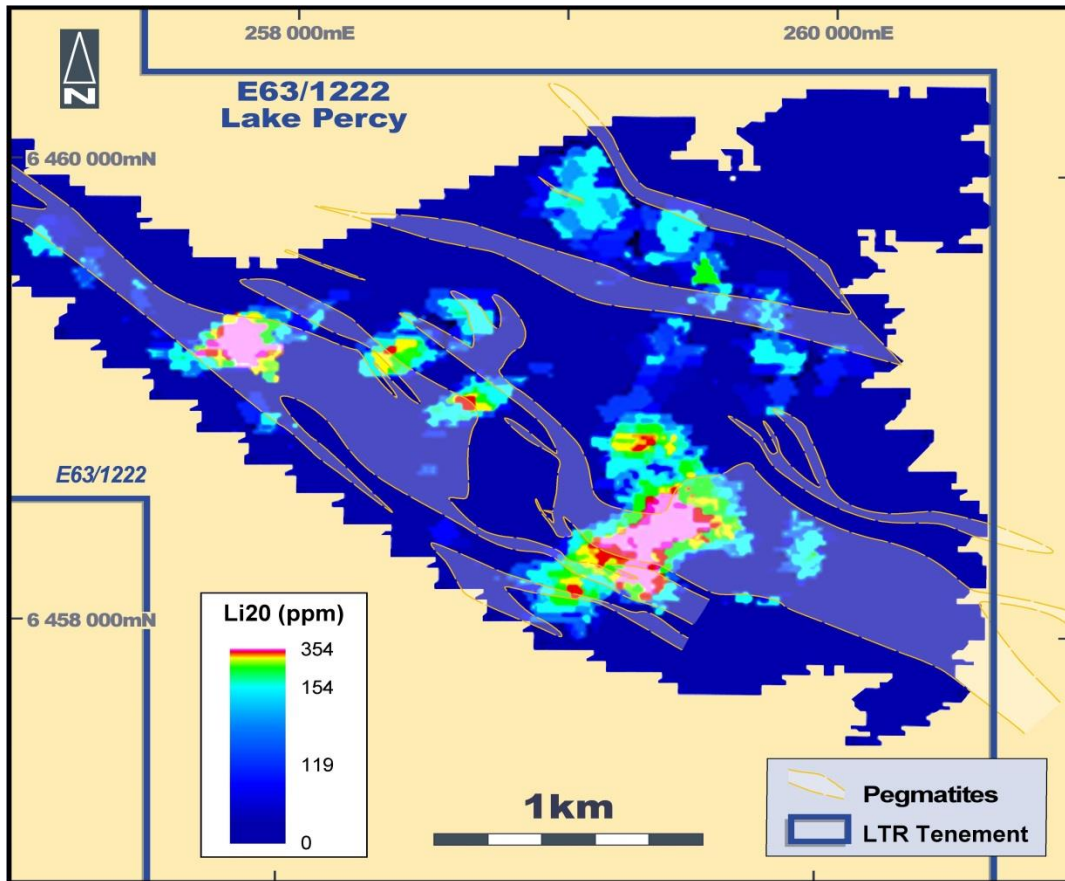 258 000mE
260 000mE
N
E63/1222
Lake Percy
6 460 000mN
E63/1222
6 458 000mN
Li20 (ppm)
354
154
119
0
1km
Pegmatites
LTR Tenement